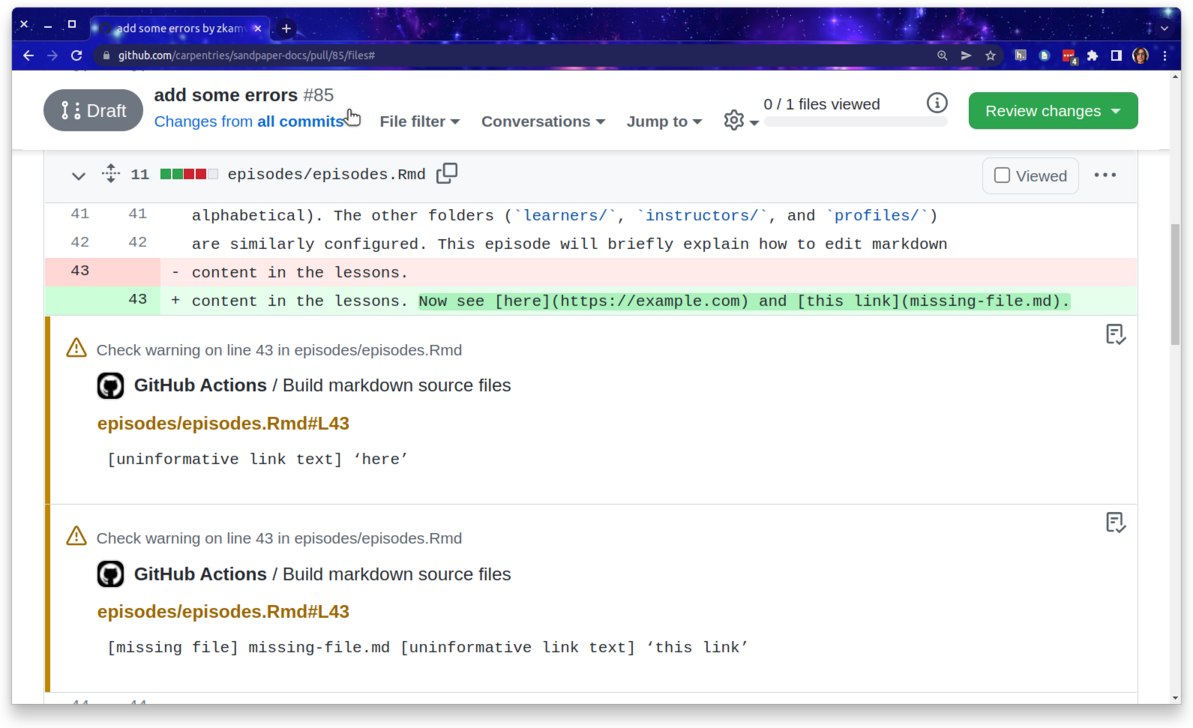 add some errors by zkam
github.com/carpentries/sandpaper-docs/pull/85/files#
4
Draft
add some errors #85
Changes from all commits
File filter
Conversations
Jump to
0 / 1 files viewed
Review changes
11 episodes/episodes.Rmd
Viewed
41 41 alphabetical). The other folders (`learners/`, `instructors/`, and `profiles/`)
42 42 are similarly configured. This episode will briefly explain how to edit markdown
43 - content in the lessons.
43 + content in the lessons. Now see [here](https://example.com) and [this link](missing-file.md).
Check warning on line 43 in episodes/episodes.Rmd
GitHub Actions / Build markdown source files
episodes/episodes.Rmd#L43
[uninformative link text] ‘here’
Check warning on line 43 in episodes/episodes.Rmd
GitHub Actions / Build markdown source files
episodes/episodes.Rmd#L43
[missing file] missing-file.md [uninformative link text] ‘this link’